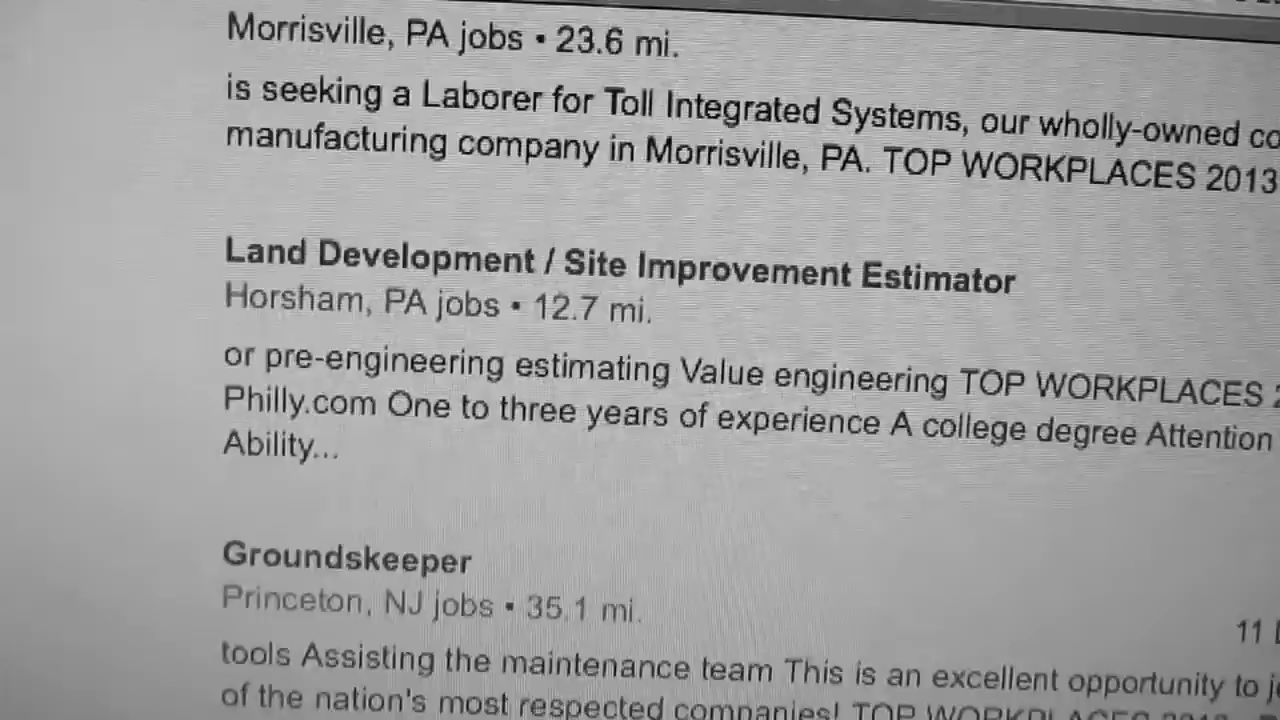 Morrisville, PA jobs • 23.6 mi.
is seeking a Laborer for Toll Integrated Systems, our wholly-owned co
manufacturing company in Morrisville, PA. TOP WORKPLACES 2013
Land Development / Site Improvement Estimator
Horsham, PA jobs • 12.7 mi.
or pre-engineering estimating Value engineering TOP WORKPLACES
Philly.com One to three years of experience A college degree Attention
Ability...
Groundskeeper
Princeton, NJ jobs • 35.1 mi.
11
tools Assisting the maintenance team This is an excellent opportunity to j
of the nation's most respected companies! TOP WORKPLACES